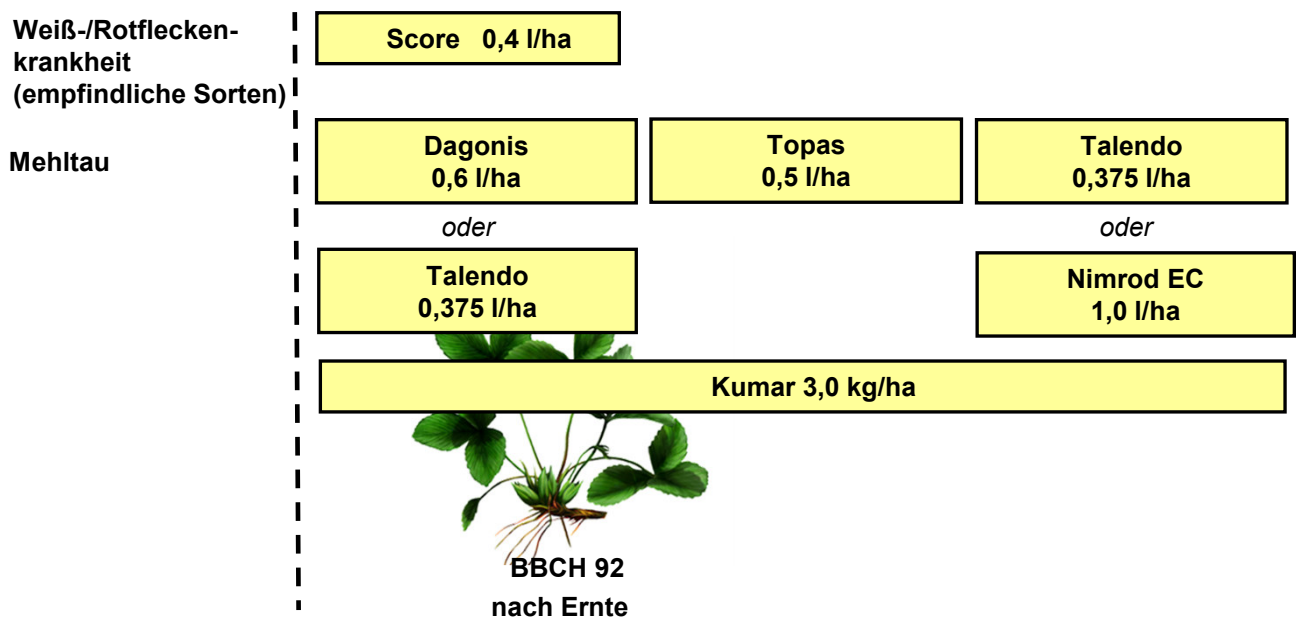 Weiß-/Rotflecken-
krankheit
(empfindliche Sorten)
Score 0,4 l/ha
Mehltau
Dagonis
0,6 l/ha
Topas
0,5 l/ha
Talendo
0,375 l/ha
oder
oder
Talendo
0,375 l/ha
Nimrod EC
1,0 l/ha
Kumar 3,0 kg/ha
BBCH 92
nach Ernte